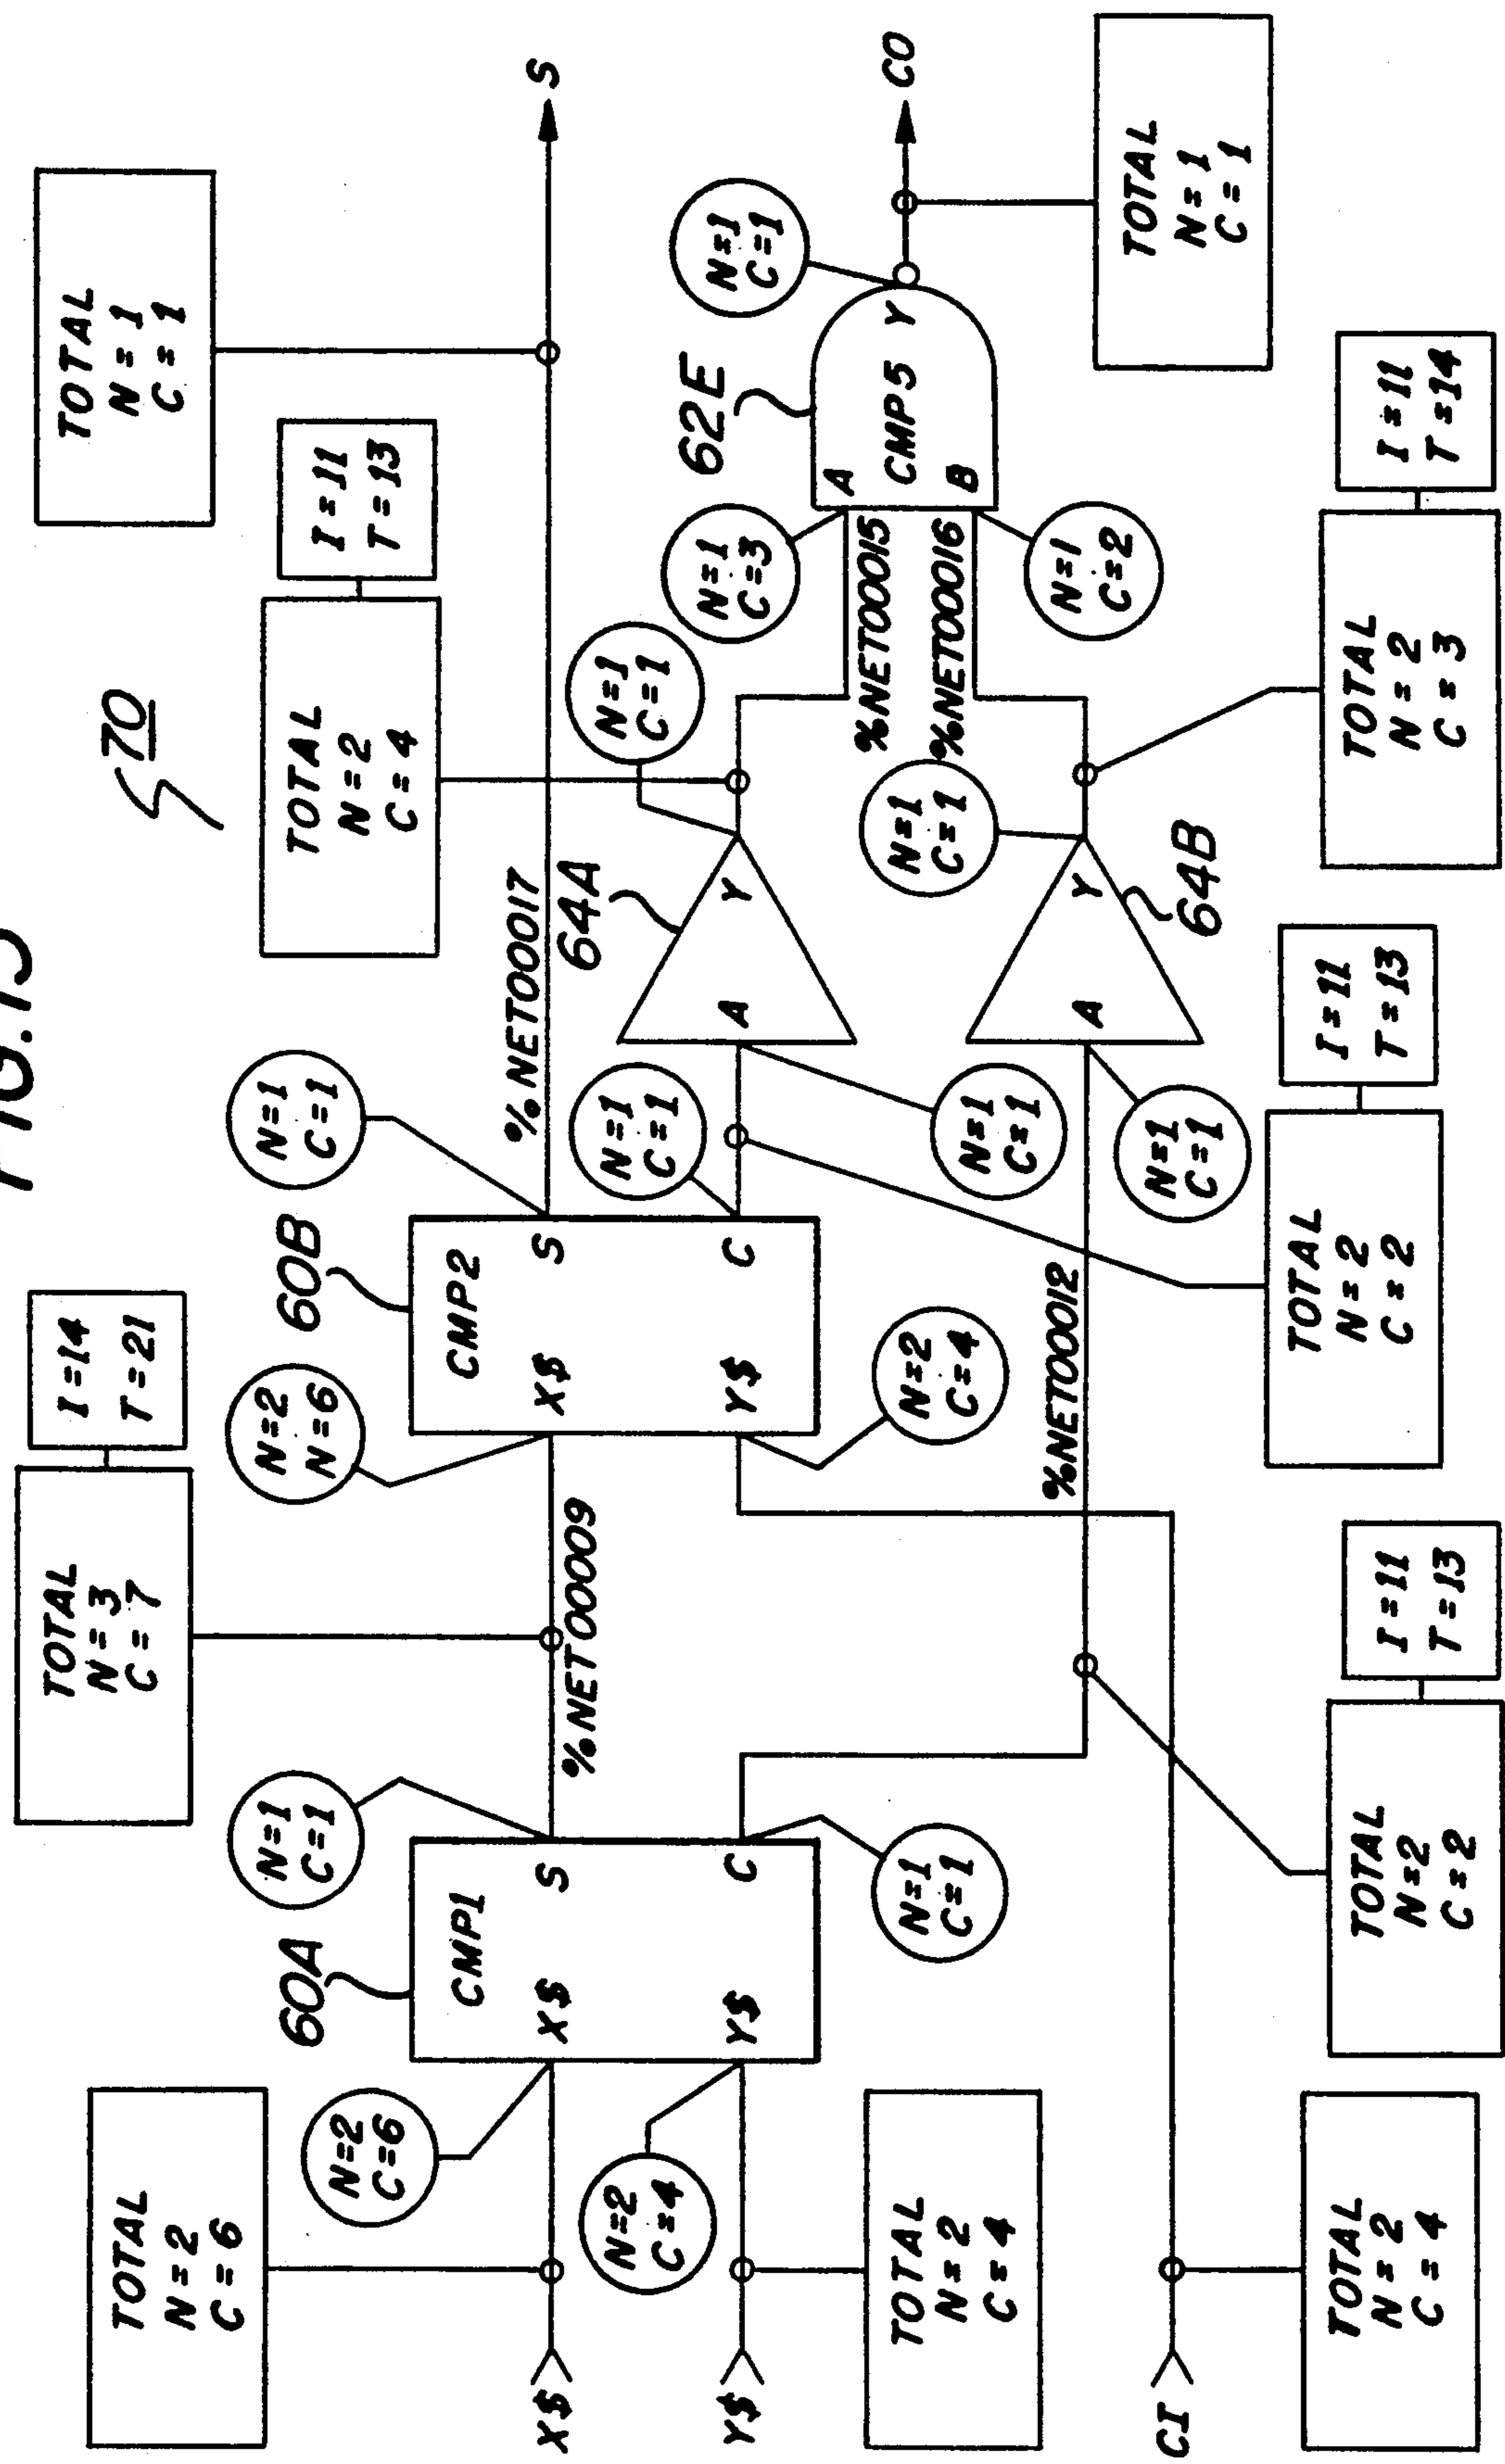 FIG.13
70
TOTAL
N=2
C=6
TOTAL
N=3
C=7
I=14
T=21
TOTAL
N=2
C=4
I=11
T=13
TOTAL
N=1
C=1
N=2
C=6
60A
N=1
C=1
N=2
N=6
60B
N=1
C=1
X$
CMP1
X$
S
Y$
C
%NET00009
CMP2
X$
S
Y$
C
%NET00017
S
Y$
N=2
C=4
N=1
C=1
N=2
C=4
N=1
C=1
64A
A
Y
N=1
C=1
N=1
C=3
62E
N=1
C=1
%NET00015
%NET00016
A
CMP5
Y
B
CO
N=1
C=1
%NET00012
A
Y
64B
N=1
C=1
N=1
C=1
N=1
C=2
TOTAL
N=2
C=4
CI
TOTAL
N=2
C=4
TOTAL
N=2
C=2
I=11
T=13
TOTAL
N=2
C=2
I=11
T=13
TOTAL
N=2
C=3
I=11
T=14
TOTAL
N=1
C=1